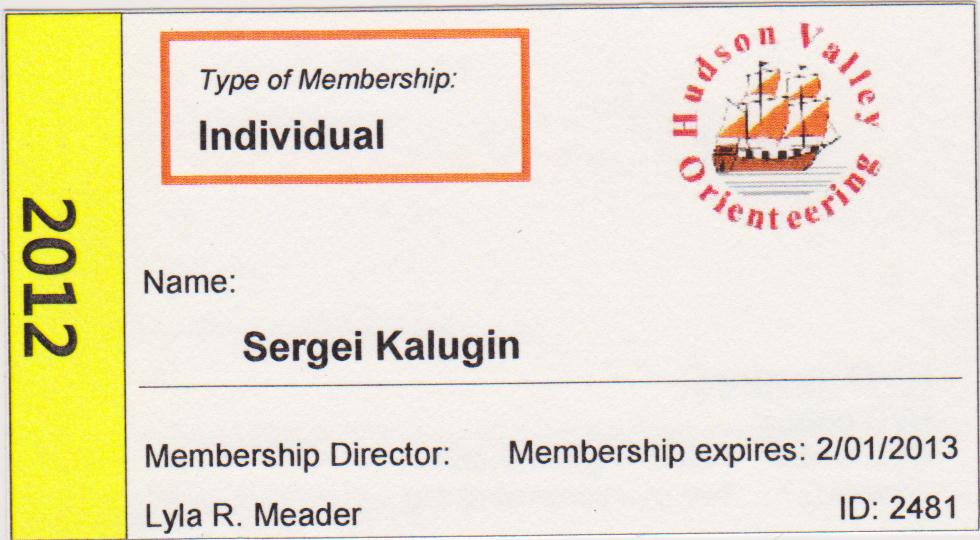 2012
Type of Membership:
Individual
Hudson Valley
Orienteering
Name:
Sergei Kalugin
Membership Director:
Membership expires: 2/01/2013
Lyla R. Meader
ID: 2481